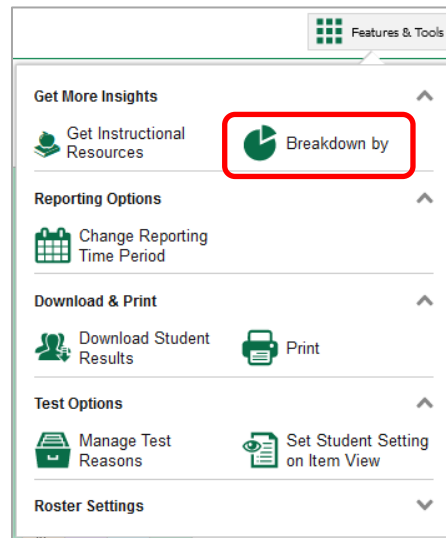 Features & Tools
Get More Insights
Get Instructional
Resources
Breakdown by
Reporting Options
Change Reporting
Time Period
Download & Print
Download Student
Results
Print
Test Options
Manage Test
Reasons
Set Student Setting
on Item View
Roster Settings